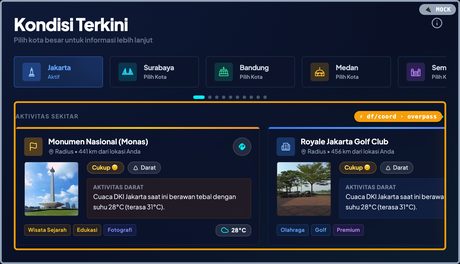 MOCK
Kondisi Terkini
Pilih kota besar untuk informasi lebih lanjut
Jakarta
Aktif
Surabaya
Pilih Kota
Bandung
Pilih Kota
Medan
Pilih Kota
Sem
Pilih
AKTIVITAS SEKITAR
df/coord · overpass
Monumen Nasional (Monas)
Radius • 441 km dari lokasi Anda
Cukup
Darat
AKTIVITAS DARAT
Cuaca DKI Jakarta saat ini berawan tebal dengan
suhu 28°C (terasa 31°C).
Wisata Sejarah
Edukasi
Fotografi
28°C
Royale Jakarta Golf Club
Radius • 456 km dari lokasi Anda
Cukup
Darat
AKTIVITAS DARAT
Cuaca DKI Jakarta saat ini berawa
suhu 28°C (terasa 31°C).
Olahraga
Golf
Premium